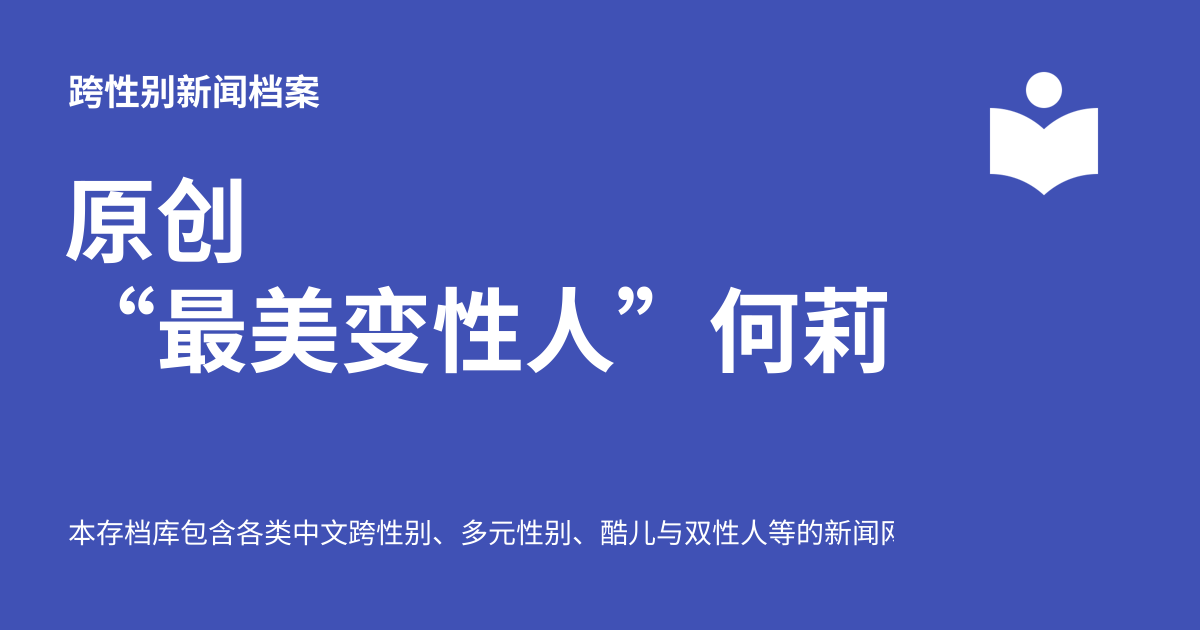 跨性别新闻档案
原创
“最美变性人”何莉
本存档库包含各类中文跨性别、多元性别、酷儿与双性人等的新闻